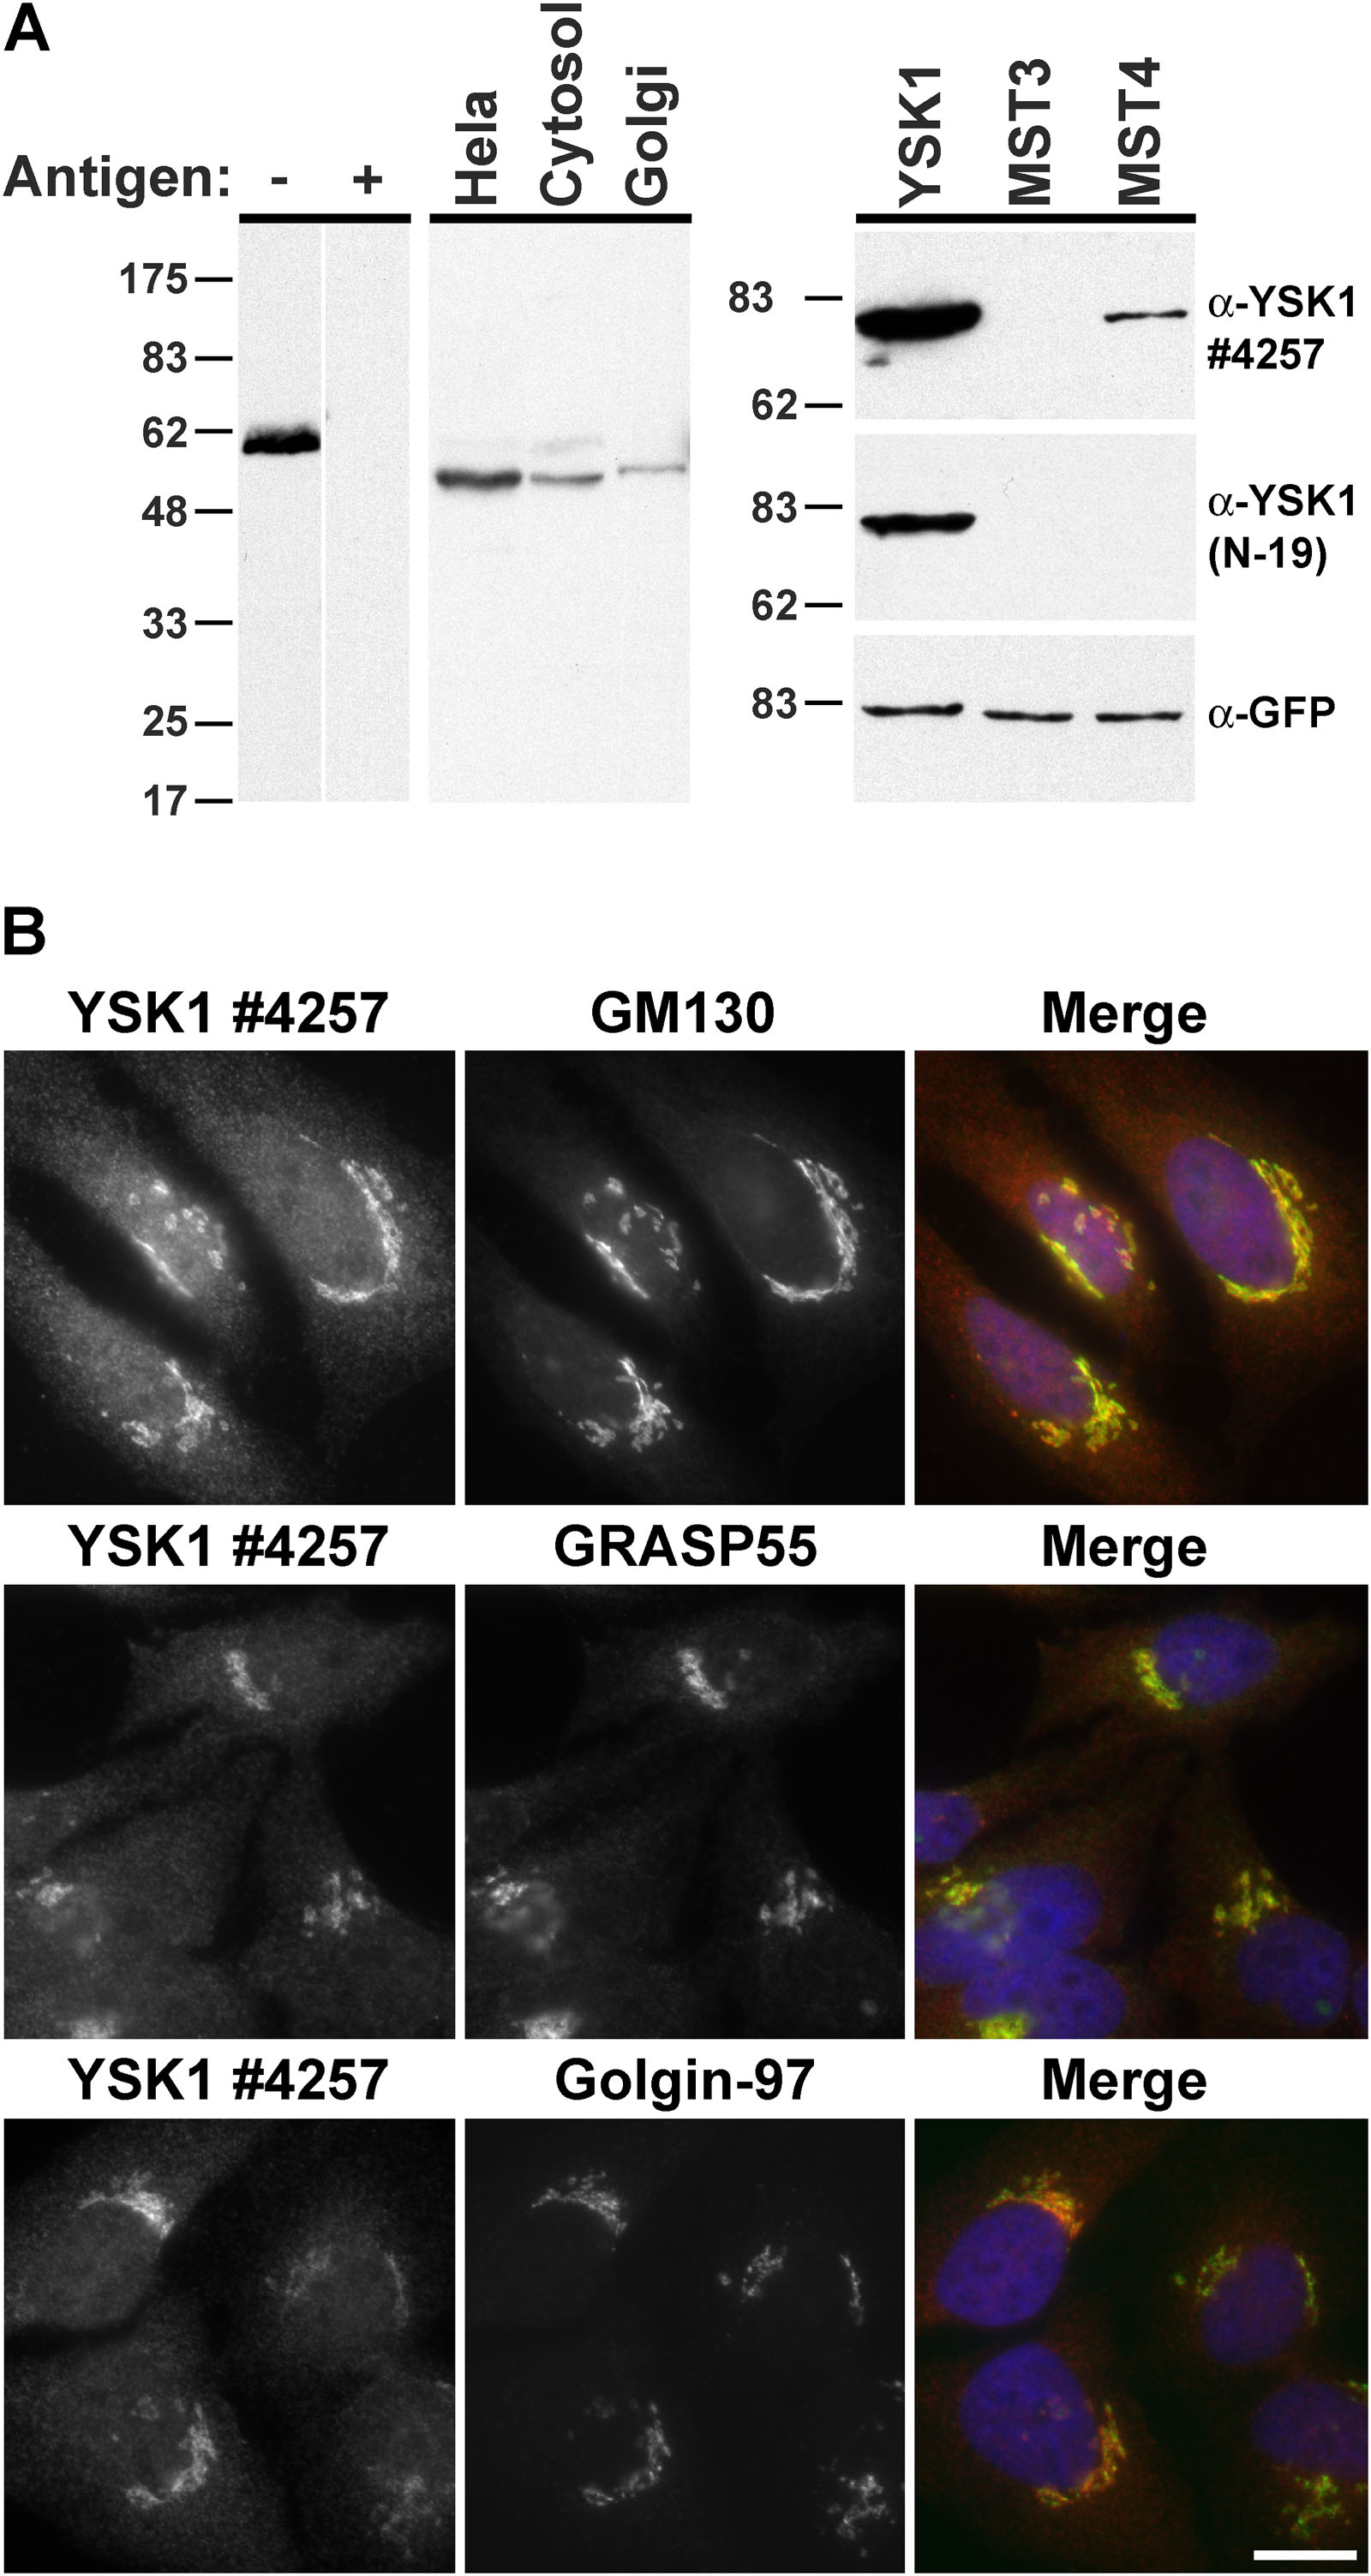 A
Antigen: - +
Hela
Cytosol
Golgi
175
83
62
48
33
25
17
YSK1
MST3
MST4
83
62
α-YSK1
#4257
83
62
α-YSK1
(N-19)
83
α-GFP
B
YSK1 #4257 GM130 Merge
YSK1 #4257 GRASP55 Merge
YSK1 #4257 Golgin-97 Merge